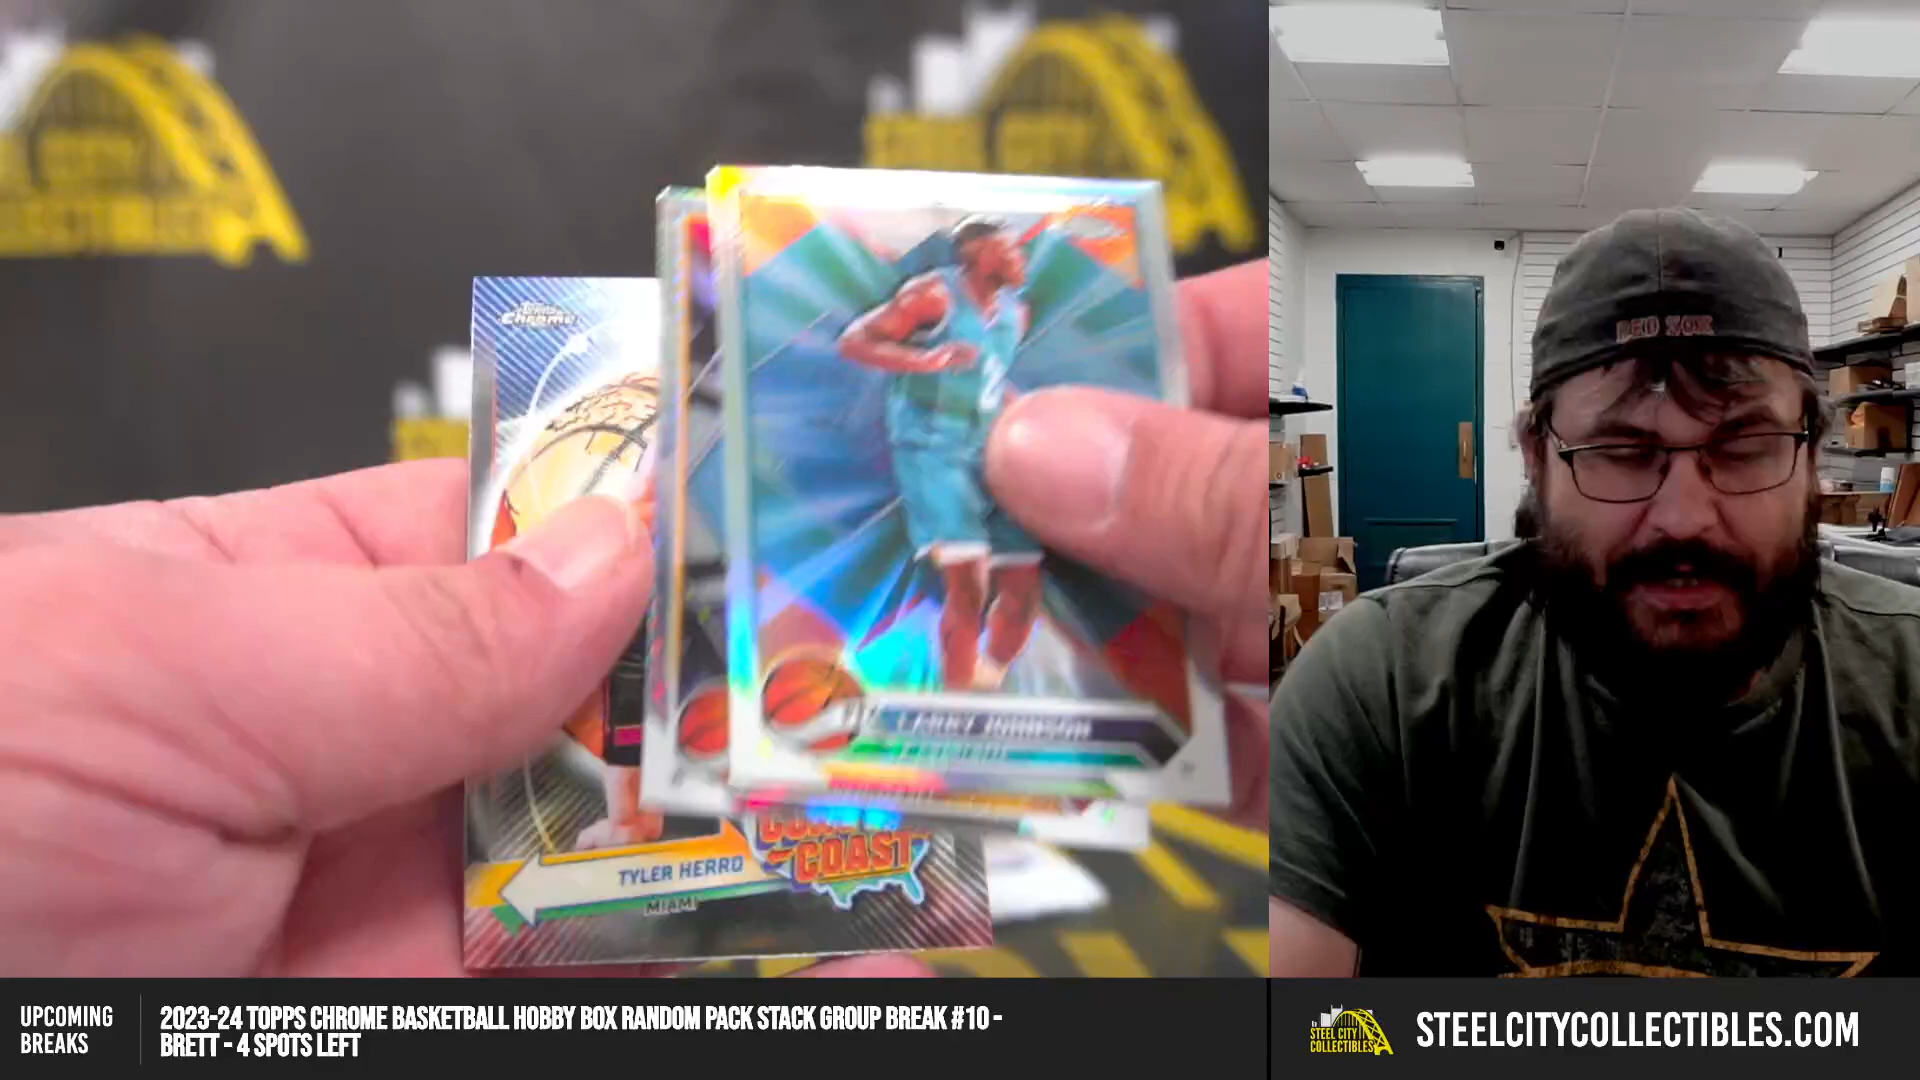 Topps
Chrome
LARRY JOHNSON
COAST
TYLER HERRO
MIAMI
RED SOX
UPCOMING
BREAKS
2023-24 TOPPS CHROME BASKETBALL HOBBY BOX RANDOM PACK STACK GROUP BREAK #10 -
BRETT - 4 SPOTS LEFT
STEEL CITY
COLLECTIBLES
STEELCITYCOLLECTIBLES.COM